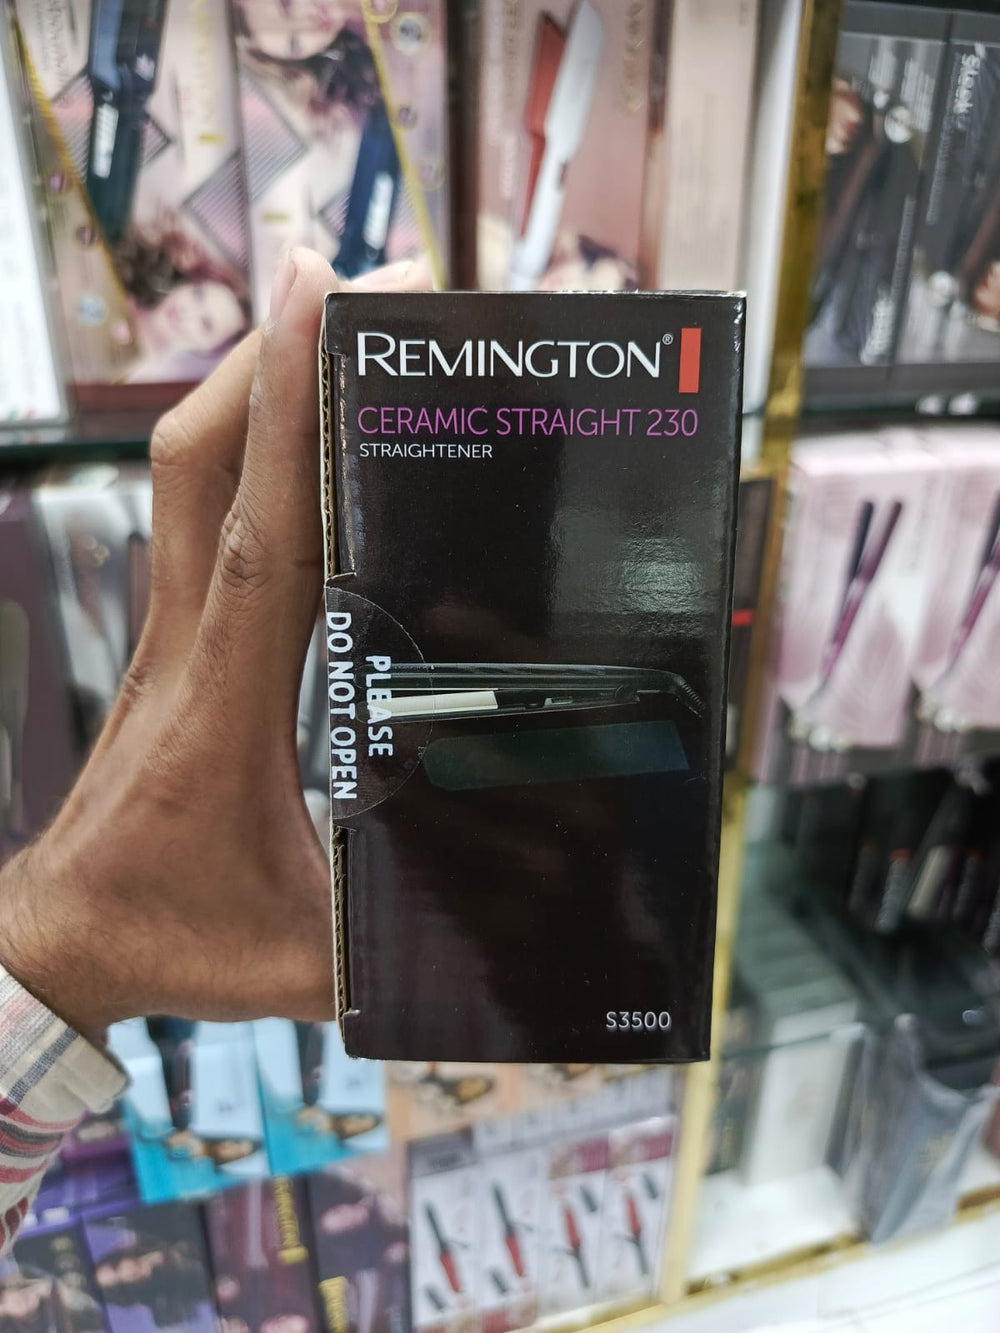 REMINGTON®
CERAMIC STRAIGHT 230
STRAIGHTENER
PLEASE
DO NOT OPEN
S3500